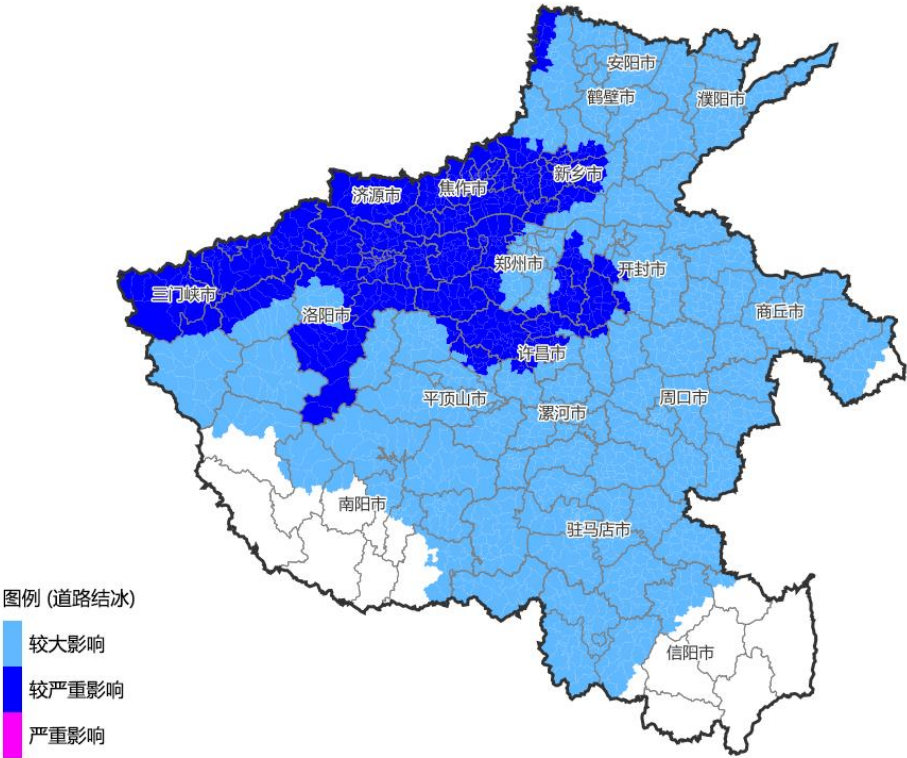 安阳市
鹤壁市
濮阳市
新乡市
焦作市
济源市
郑州市
开封市
三门峡市
洛阳市
商丘市
许昌市
平顶山市
漯河市
周口市
南阳市
驻马店市
信阳市
图例 (道路结冰)
较大影响
较严重影响
严重影响